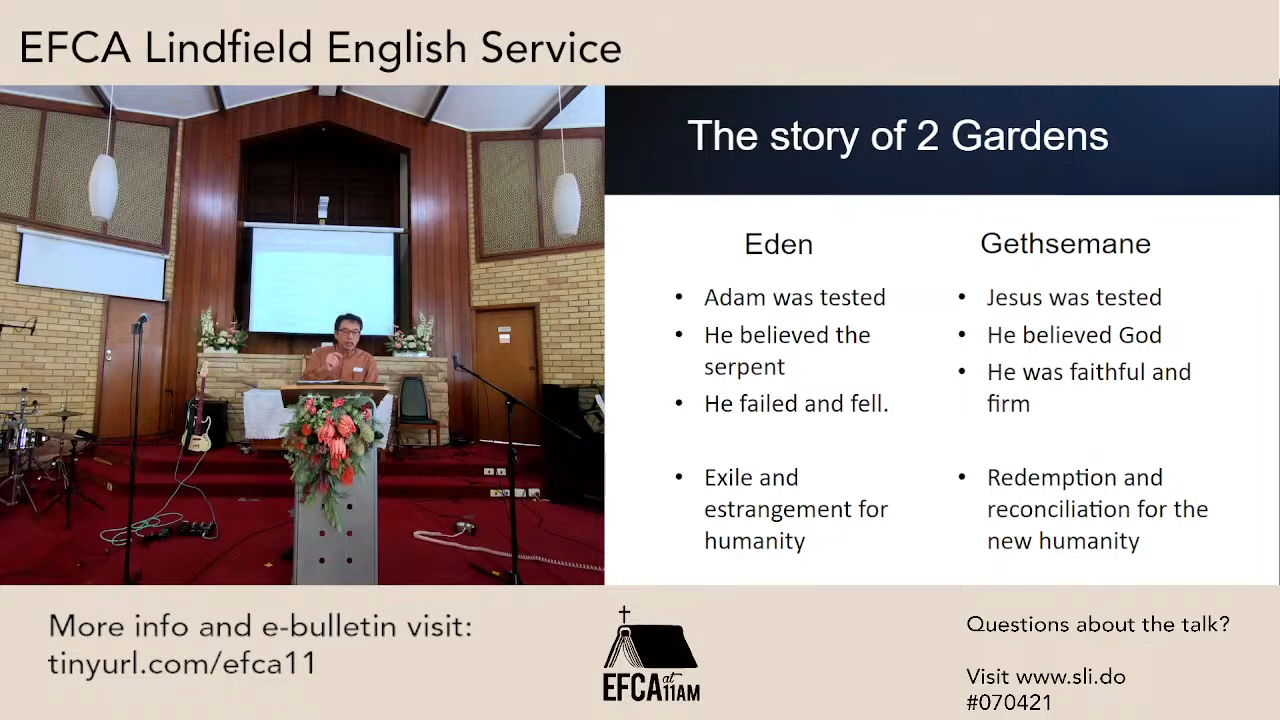 EFCA Lindfield English Service
The story of 2 Gardens
Eden
• Adam was tested
• He believed the
serpent
• He failed and fell.
• Exile and
estrangement for
humanity
Gethsemane
• Jesus was tested
• He believed God
• He was faithful and
firm
• Redemption and
reconciliation for the
new humanity
More info and e-bulletin visit:
tinyurl.com/efca11
EFCA at 11AM
Questions about the talk?
Visit www.sli.do
#070421